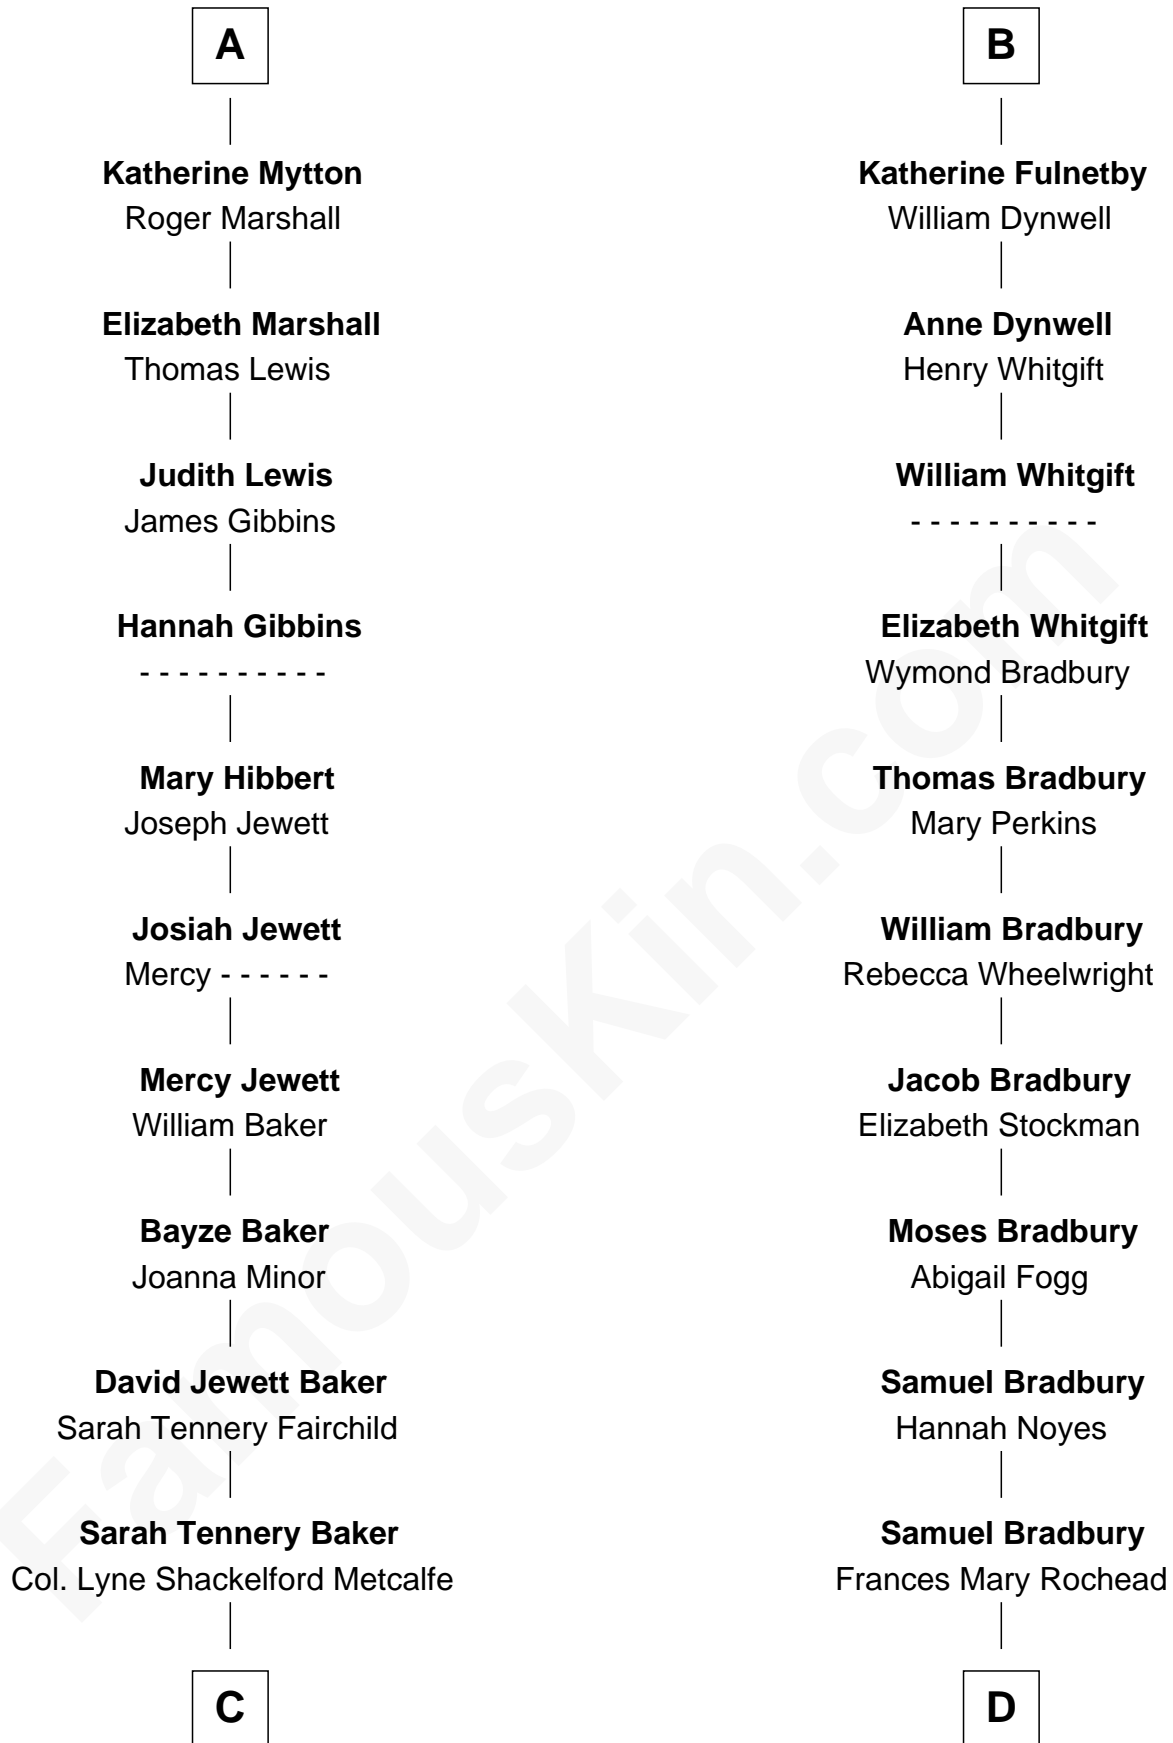 A
Katherine Mytton
Roger Marshall
Elizabeth Marshall
Thomas Lewis
Judith Lewis
James Gibbins
Hannah Gibbins
- - - - - - - - - -
Mary Hibbert
Joseph Jewett
Josiah Jewett
Mercy - - - - - -
Mercy Jewett
William Baker
Bayze Baker
Joanna Minor
David Jewett Baker
Sarah Tennery Fairchild
Sarah Tennery Baker
Col. Lyne Shackelford Metcalfe
C
B
Katherine Fulnetby
William Dynwell
Anne Dynwell
Henry Whitgift
William Whitgift
- - - - - - - - - -
Elizabeth Whitgift
Wymond Bradbury
Thomas Bradbury
Mary Perkins
William Bradbury
Rebecca Wheelwright
Jacob Bradbury
Elizabeth Stockman
Moses Bradbury
Abigail Fogg
Samuel Bradbury
Hannah Noyes
Samuel Bradbury
Frances Mary Rochead
D
FamousKin.com